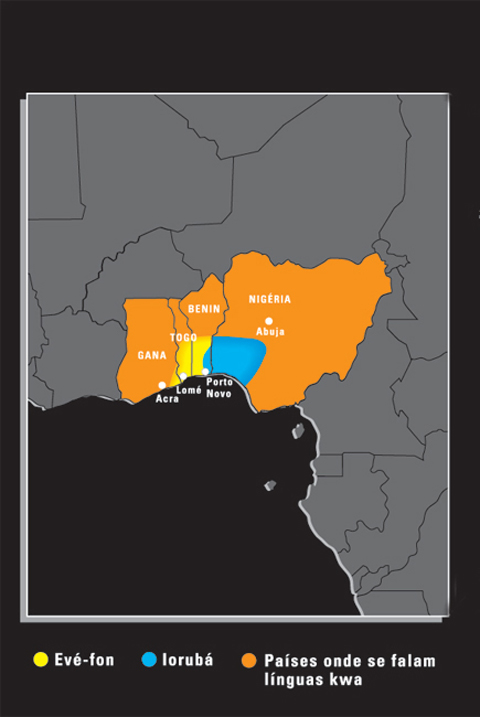 BENIN
NIGÉRIA
Abuja
TOGO
GANA
Porto
Novo
Lomé
Acra
Evé-fon
Iorubá
Países onde se falam
línguas kwa